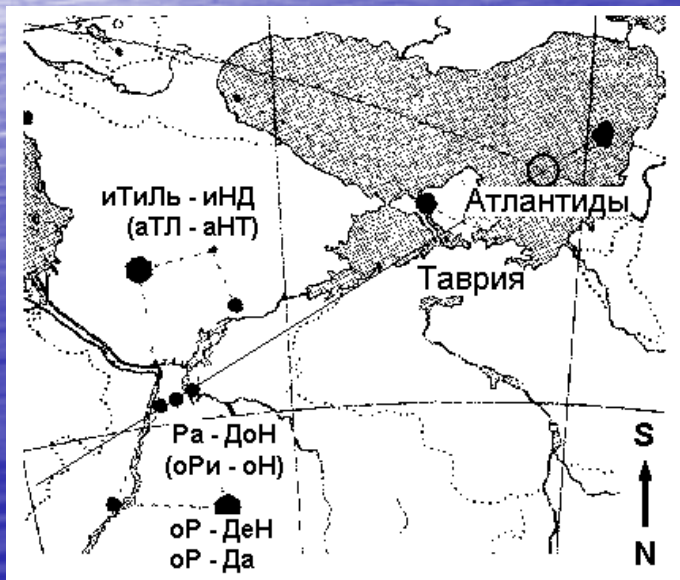 иТиЛь - иНД
(аТЛ - аНТ)
Атлантиды
Таврия
Ра - ДоН
(оРи - оН)
оР - ДеН
оР - Да
S
N